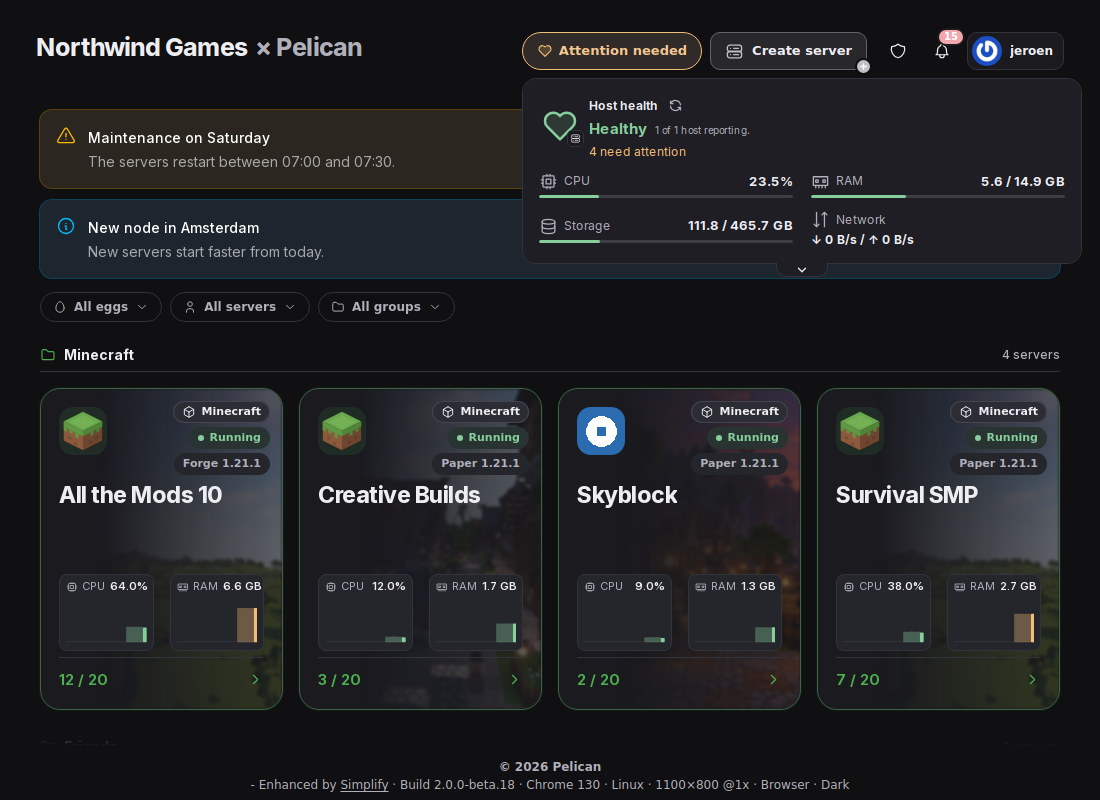 Northwind Games × Pelican
Attention needed
Create server
15
jeroen
Host health
Healthy 1 of 1 host reporting.
4 need attention
CPU 23.5%
RAM 5.6 / 14.9 GB
Storage 111.8 / 465.7 GB
Network
↓ 0 B/s / ↑ 0 B/s
Maintenance on Saturday
The servers restart between 07:00 and 07:30.
New node in Amsterdam
New servers start faster from today.
All eggs
All servers
All groups
Minecraft
4 servers
Minecraft
Running
Forge 1.21.1
All the Mods 10
CPU 64.0%
RAM 6.6 GB
12 / 20
Minecraft
Running
Paper 1.21.1
Creative Builds
CPU 12.0%
RAM 1.7 GB
3 / 20
Minecraft
Running
Paper 1.21.1
Skyblock
CPU 9.0%
RAM 1.3 GB
2 / 20
Minecraft
Running
Paper 1.21.1
Survival SMP
CPU 38.0%
RAM 2.7 GB
7 / 20
© 2026 Pelican
- Enhanced by Simplify · Build 2.0.0-beta.18 · Chrome 130 · Linux · 1100×800 @1x · Browser · Dark